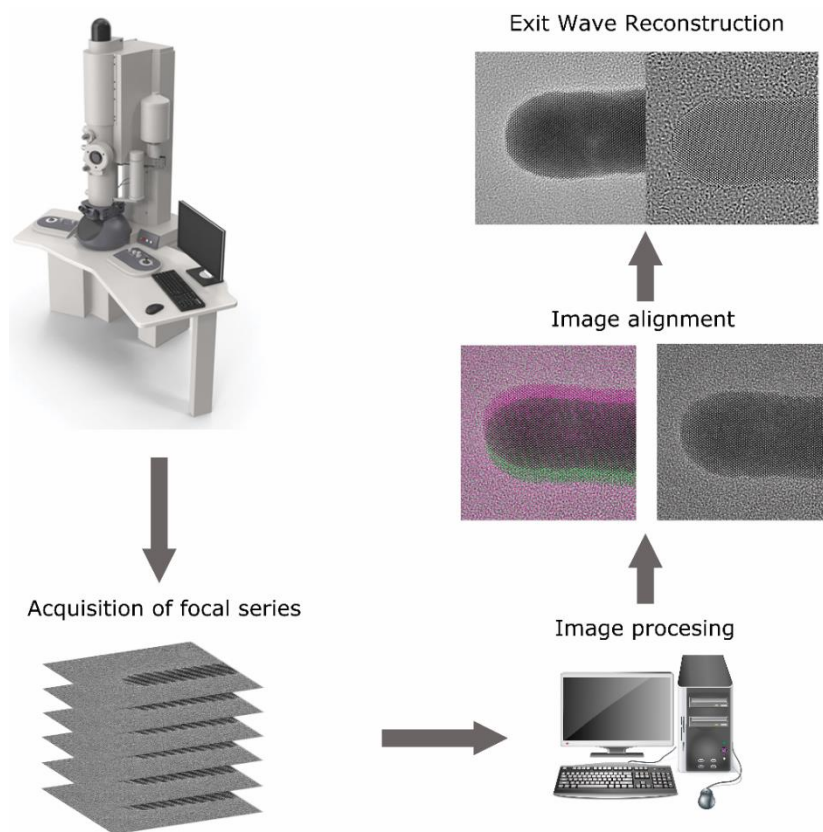 Exit Wave Reconstruction
Image alignment
Acquisition of focal series
Image procesing